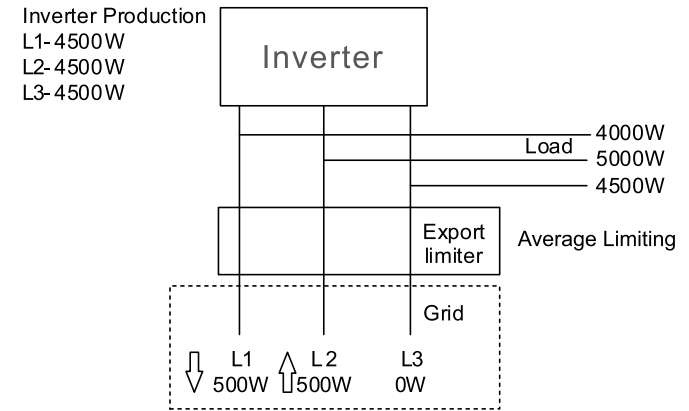 Inverter Production
L1-4500W
L2-4500W
L3-4500W
Inverter
4000W
Load
5000W
4500W
Export
limiter
Average Limiting
Grid
L1
500W
L2
500W
L3
0W